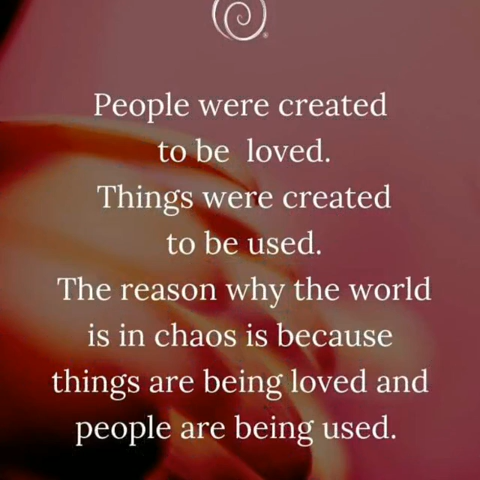 People were created
to be loved.
Things were created
to be used.
The reason why the world
is in chaos is because
things are being loved and
people are being used.